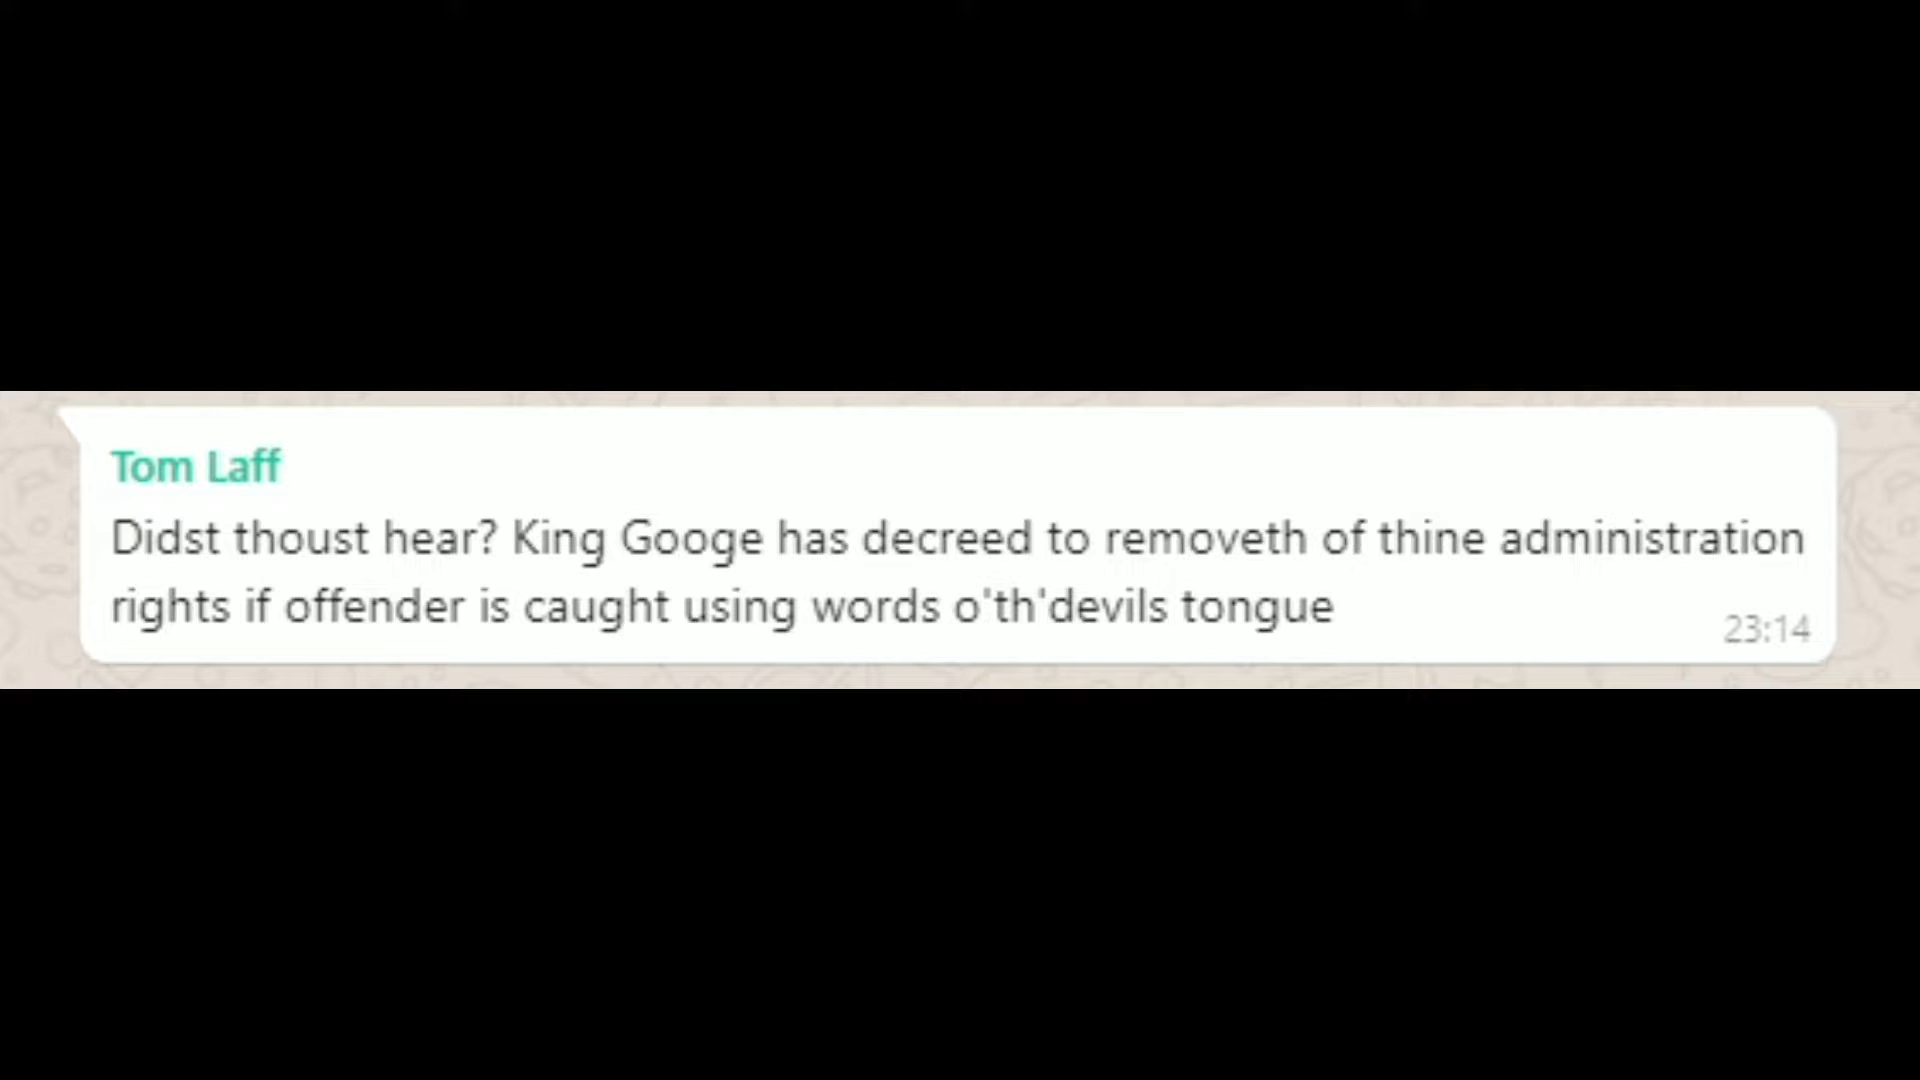 Tom Laff
Didst thoust hear? King Googe has decreed to removeth of thine administration
rights if offender is caught using words o'th'devils tongue
23:14